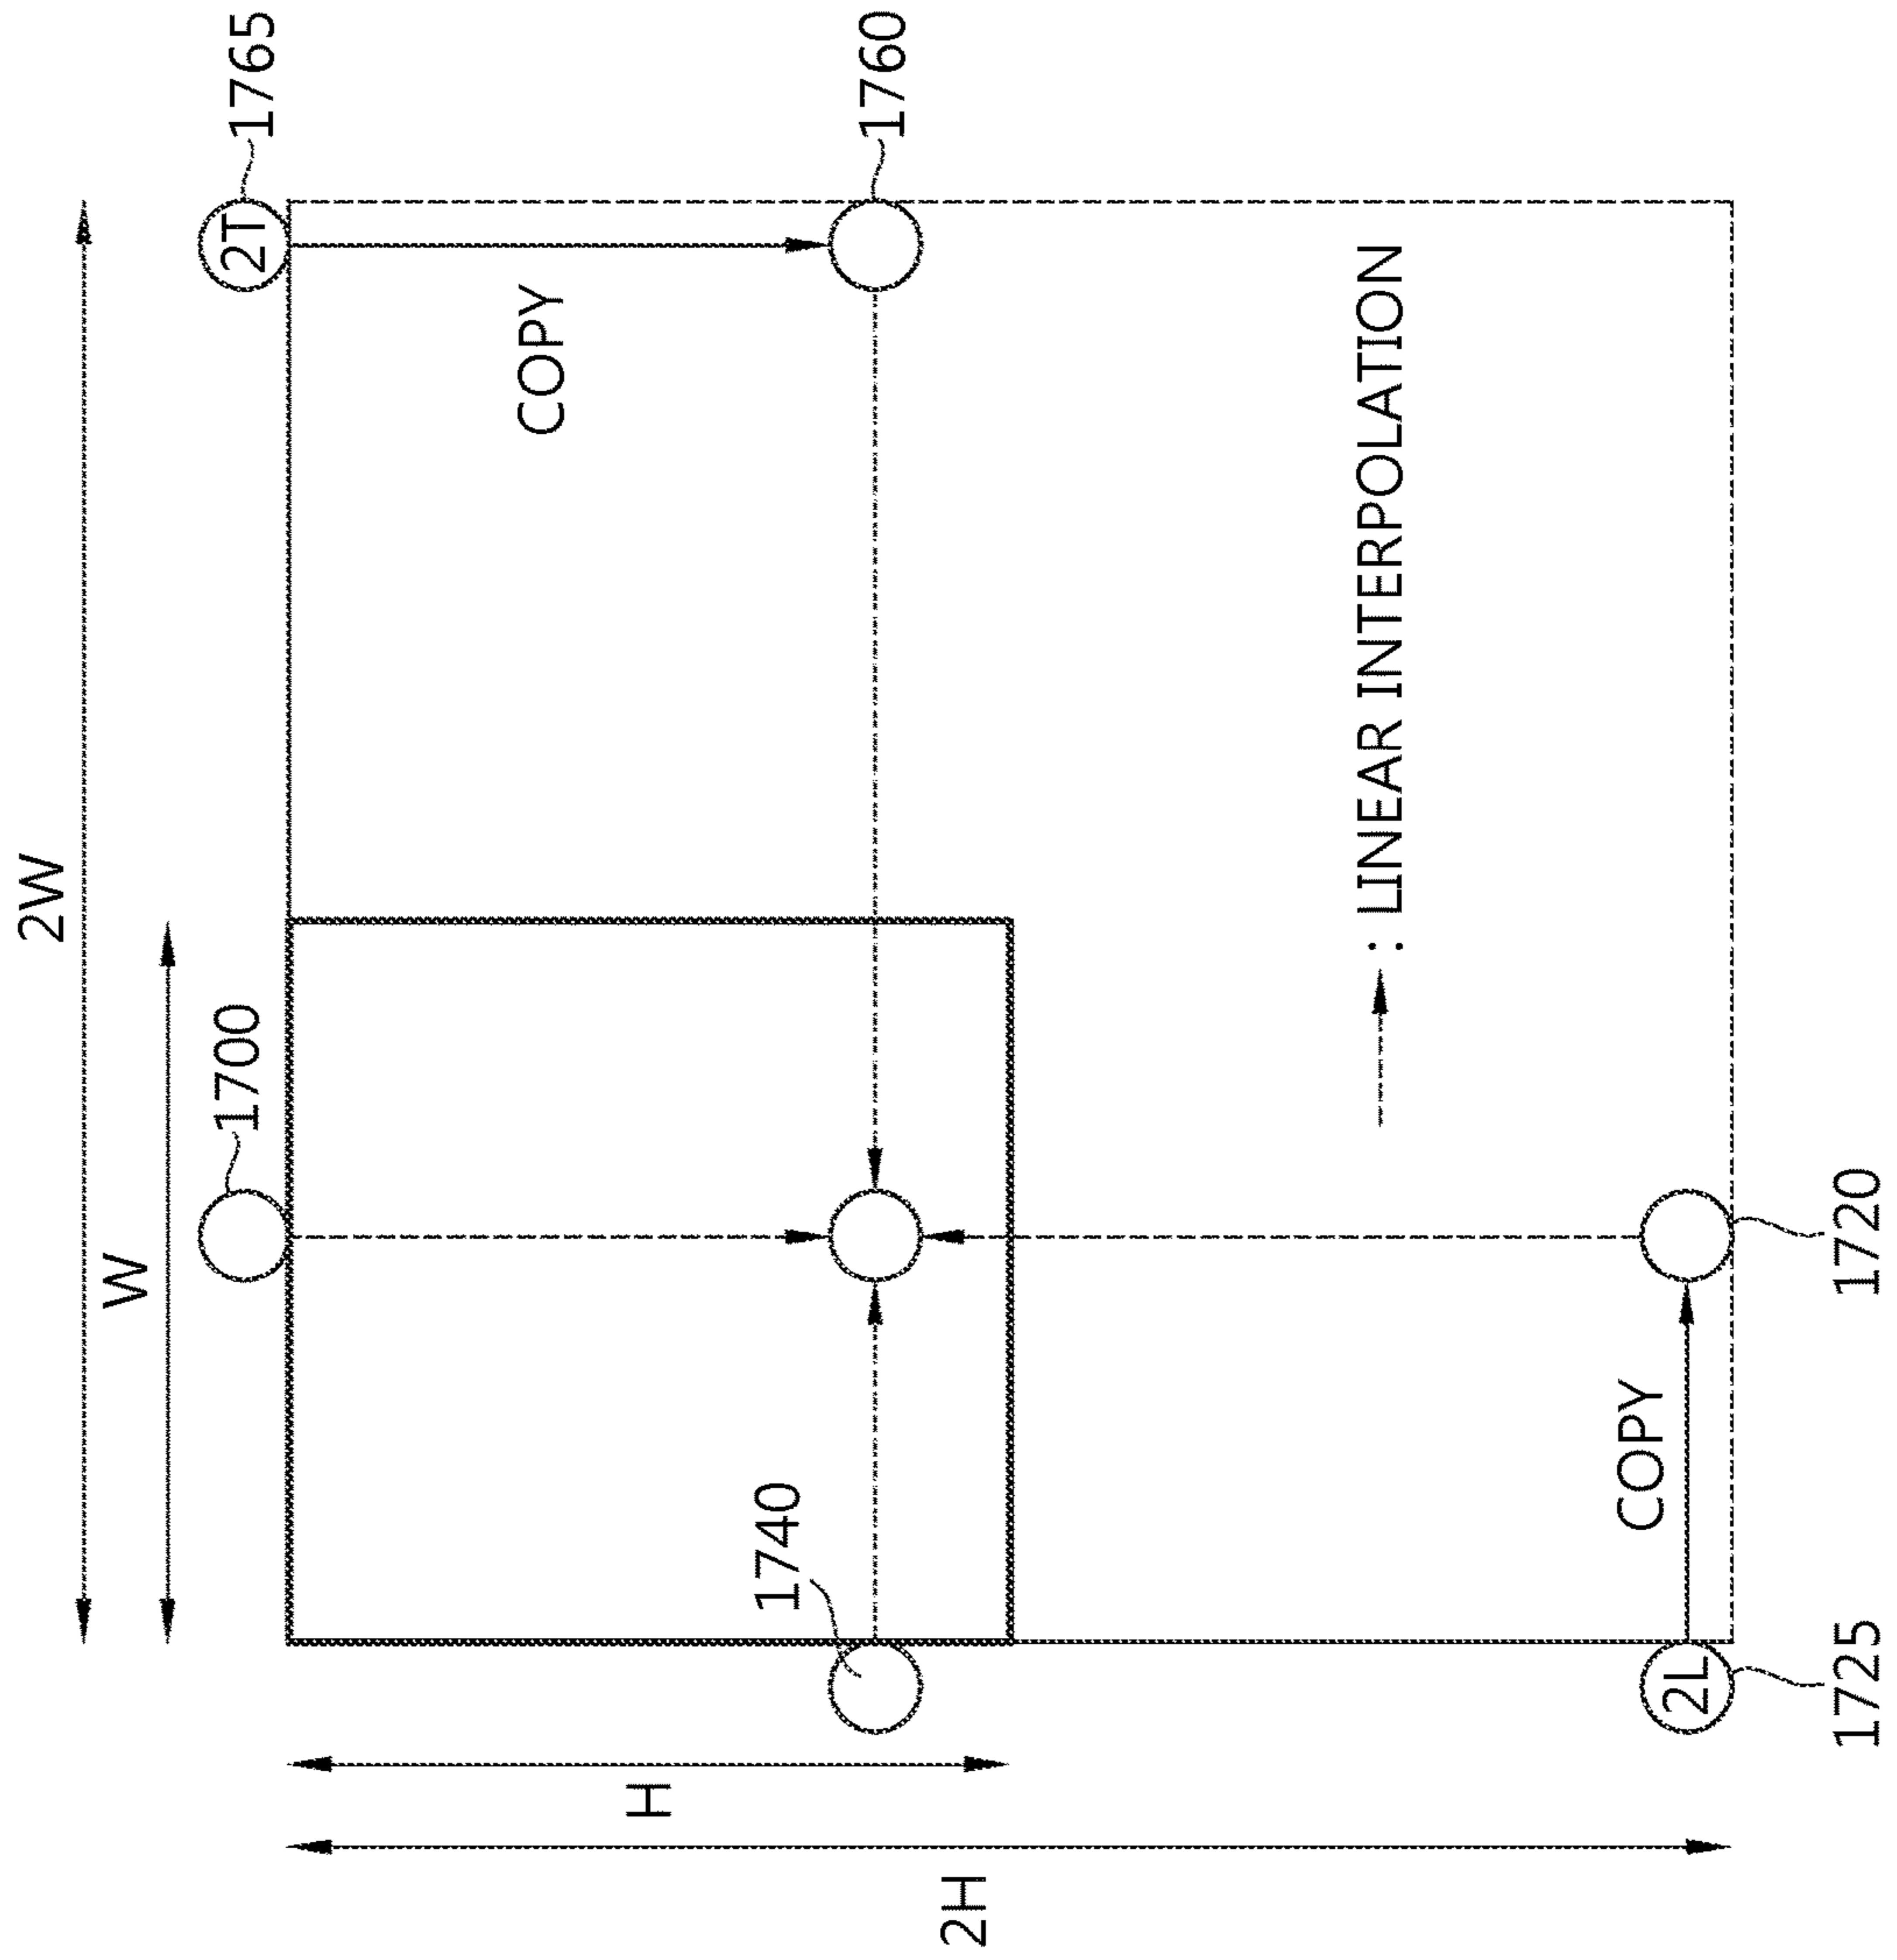 2W
W
1765
2T
1700
COPY
1740
1760
H
2H
: LINEAR INTERPOLATION
COPY
2L
1725
1720